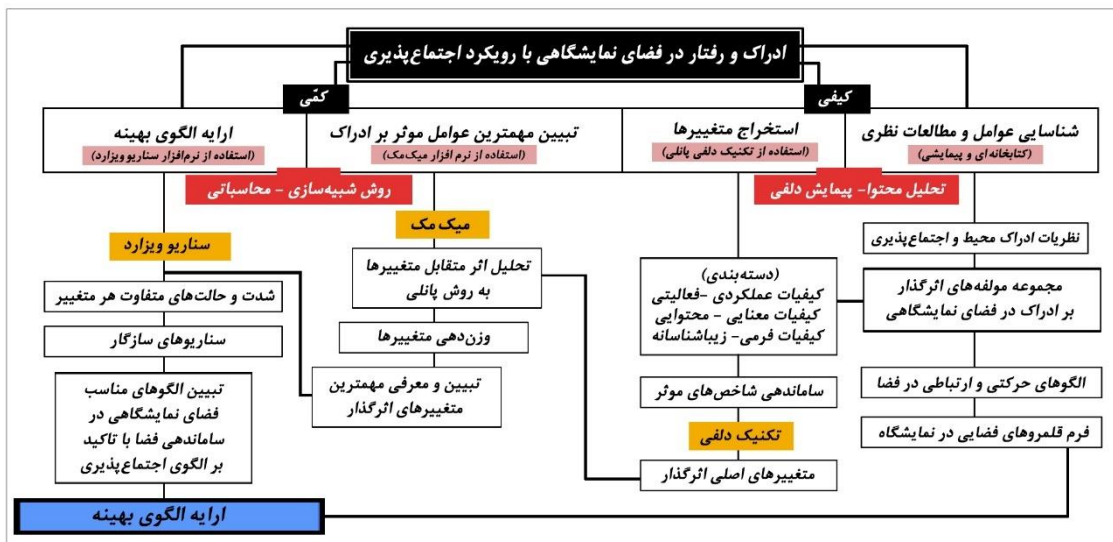 ادراک و رفتار در فضای نمایشگاهی با رویکرد اجتماع‌پذیری
کیفی
کمّی
شناسایی عوامل و مطالعات نظری
(کتابخانه‌ای و پیمایشی)
استخراج متغییرها
(استفاده از تکنیک دلفی پانلی)
تبیین مهمترین عوامل موثر بر ادراک
(استفاده از نرم افزار میک‌مک)
ارایه الگوی بهینه
(استفاده از نرم‌افزار سناریو ویزارد)
تحلیل محتوا- پیمایش دلفی
روش شبیه‌سازی - محاسباتی
نظریات ادراک محیط و اجتماع‌پذیری
مجموعه مولفه‌های اثرگذار
بر ادراک در فضای نمایشگاهی
الگوهای حرکتی و ارتباطی در فضا
فرم قلمروهای فضایی در نمایشگاه
(دسته‌بندی)
کیفیات عملکردی -فعالیتی
کیفیات معنایی - محتوایی
کیفیات فرمی- زیباشناسانه
ساماندهی شاخص‌های موثر
تکنیک دلفی
متغییرهای اصلی اثرگذار
میک مک
تحلیل اثر متقابل متغییرها
به روش پانلی
وزن‌دهی متغییرها
تبیین و معرفی مهمترین
متغییرهای اثرگذار
سناریو ویزارد
شدت و حالت‌های متفاوت هر متغییر
سناریوهای سازگار
تبیین الگوهای مناسب
فضای نمایشگاهی در
ساماندهی فضا با تاکید
بر الگوی اجتماع‌پذیری
ارایه الگوی بهینه